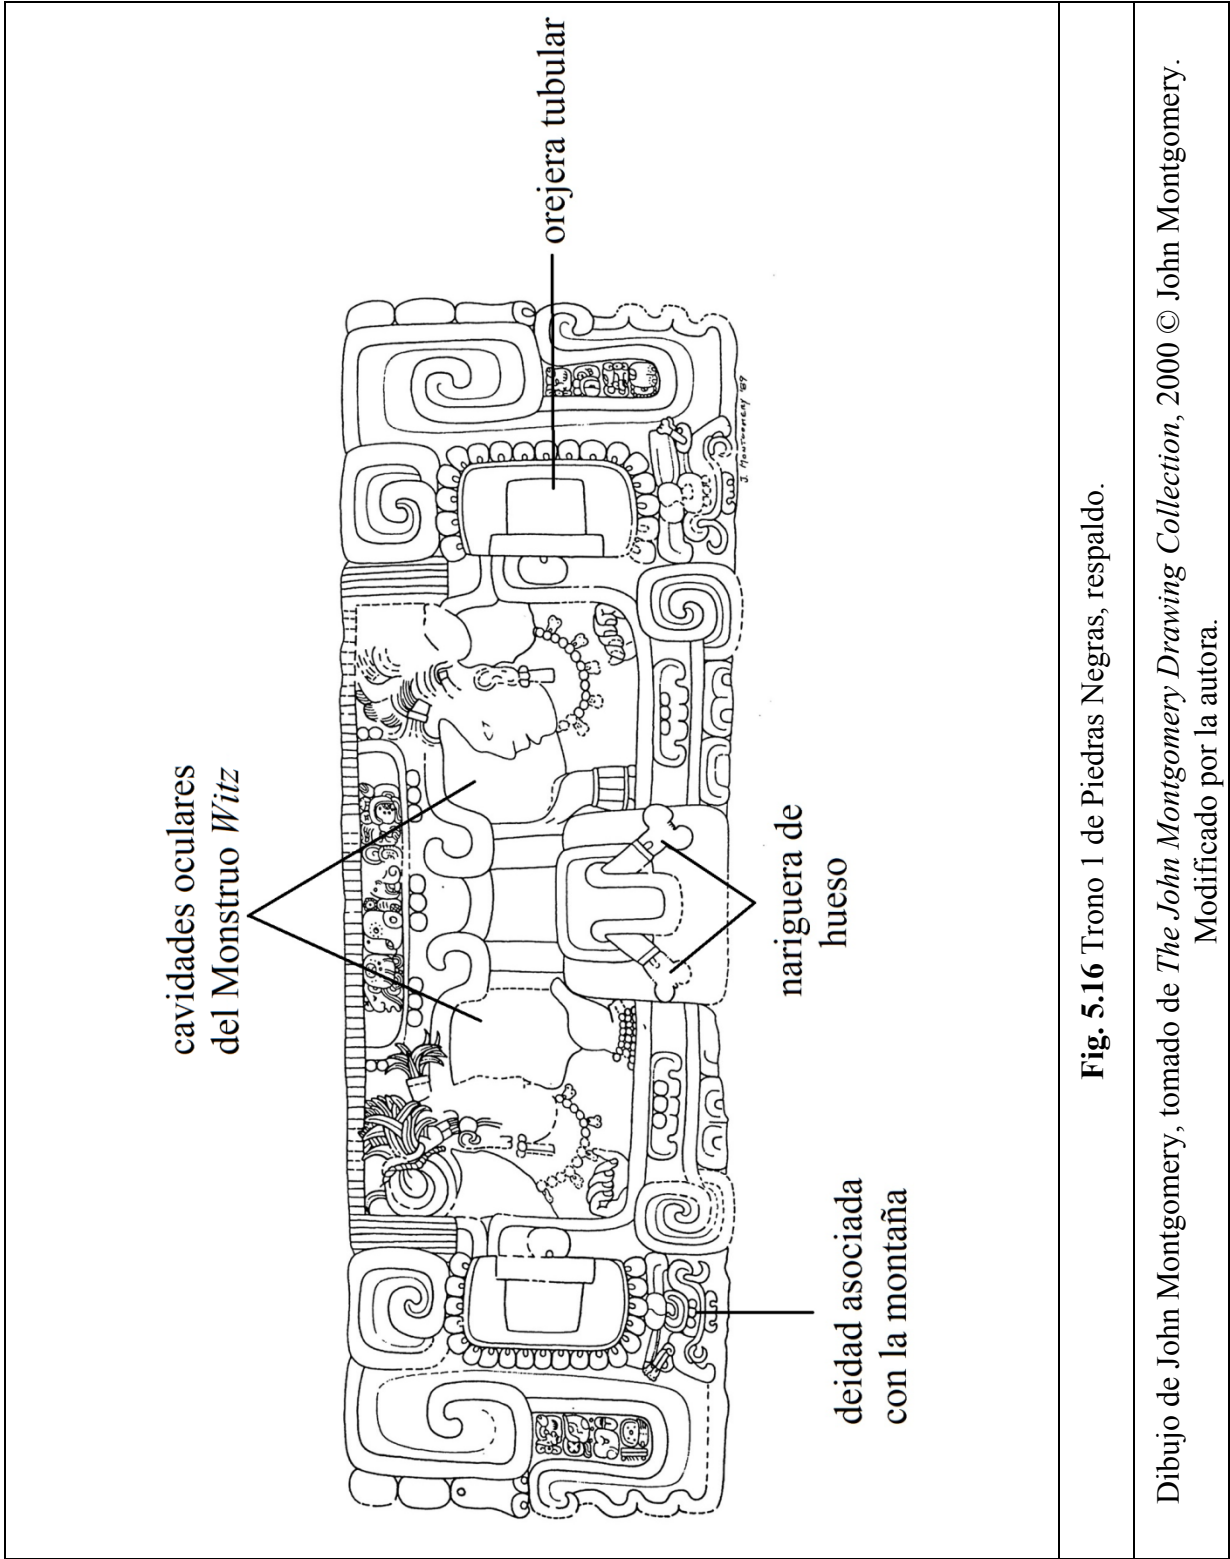 cavidades oculares
del Monstruo Witz
orejera tubular
deidad asociada
con la montaña
nariguera de
hueso
J. MONTGOMERY '89
Fig. 5.16 Trono 1 de Piedras Negras, respaldo.
Dibujo de John Montgomery, tomado de The John Montgomery Drawing Collection, 2000 © John Montgomery.
Modificado por la autora.